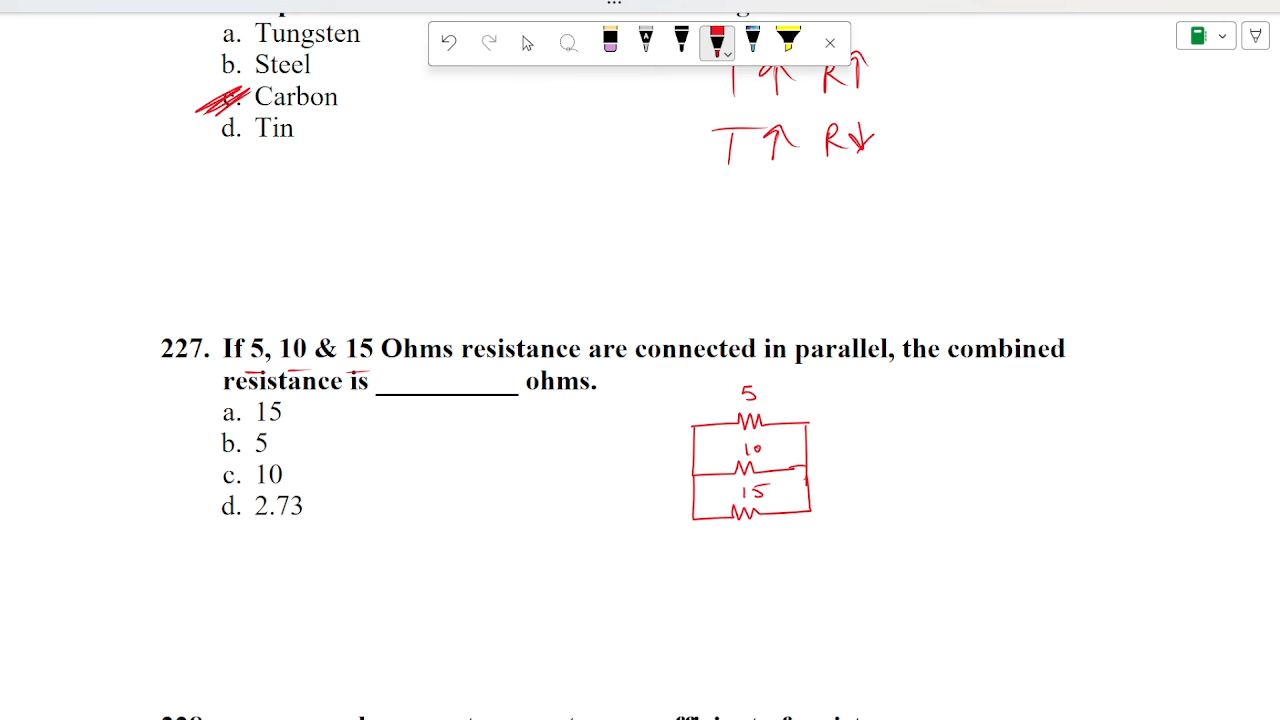 a. Tungsten
b. Steel
c. Carbon
d. Tin
T↑ R↑
T↑ R↓
227. If 5, 10 & 15 Ohms resistance are connected in parallel, the combined
resistance is __________ ohms.
a. 15
b. 5
c. 10
d. 2.73
5
10
15